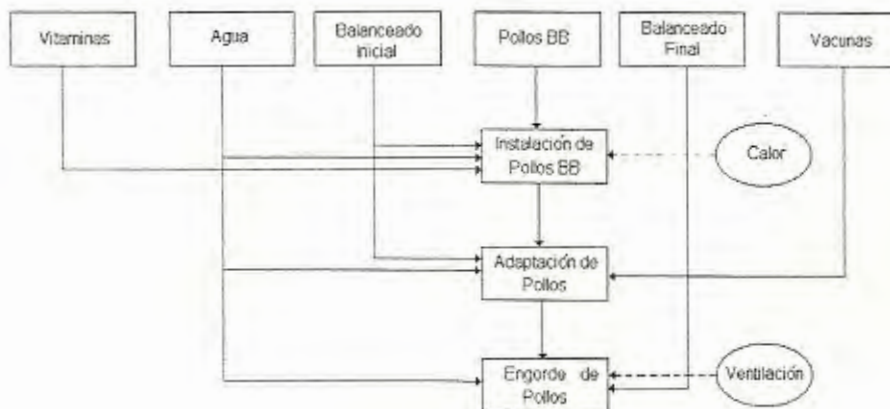 Vitaminas
Agua
Balanceado
Inicial
Pollos BB
Balanceado
Final
Vacunas
Instalación de
Pollos BB
Calor
Adaptación de
Pollos
Engorde de
Pollos
Ventilación